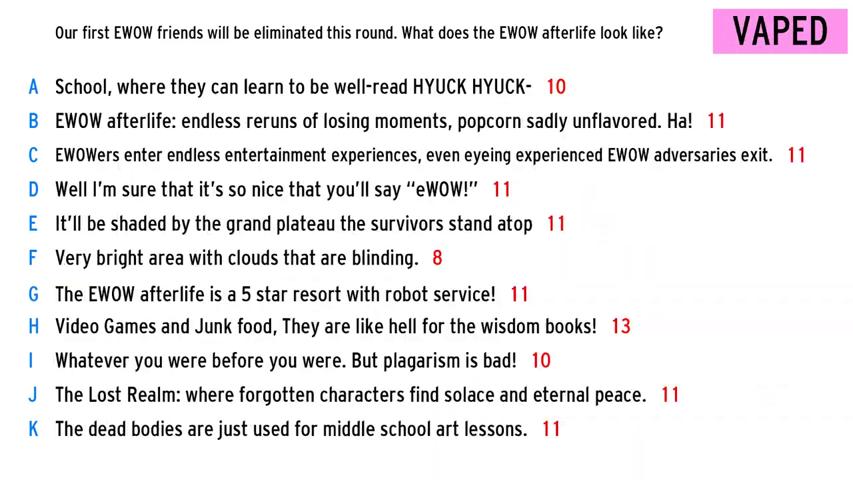 Our first EWOW friends will be eliminated this round. What does the EWOW afterlife look like?
VAPED
A School, where they can learn to be well-read HYUCK HYUCK- 10
B EWOW afterlife: endless reruns of losing moments, popcorn sadly unflavored. Ha! 11
C EWOWers enter endless entertainment experiences, even eyeing experienced EWOW adversaries exit. 11
D Well I'm sure that it's so nice that you'll say “eWOW!” 11
E It'll be shaded by the grand plateau the survivors stand atop 11
F Very bright area with clouds that are blinding. 8
G The EWOW afterlife is a 5 star resort with robot service! 11
H Video Games and Junk food, They are like hell for the wisdom books! 13
I Whatever you were before you were. But plagarism is bad! 10
J The Lost Realm: where forgotten characters find solace and eternal peace. 11
K The dead bodies are just used for middle school art lessons. 11